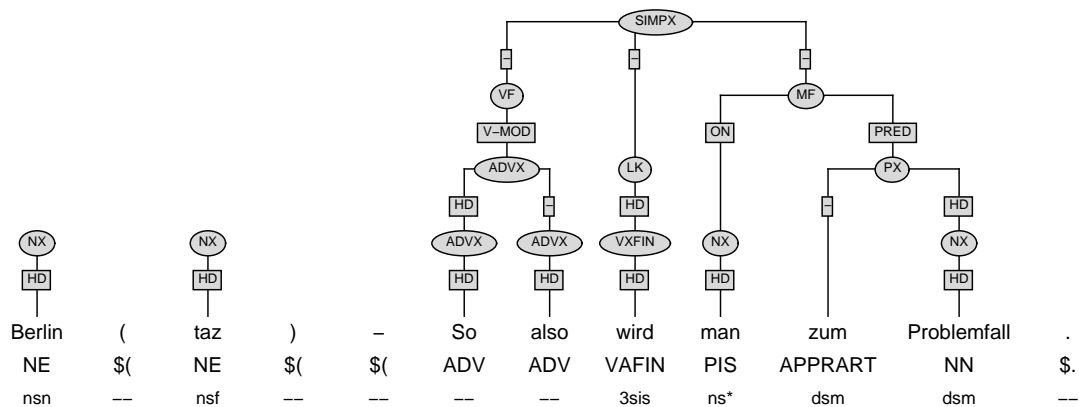 SIMPX
– – –
VF MF
V–MOD ON PRED
ADVX LK PX
HD – HD – HD
NX NX ADVX ADVX VXFIN NX NX
HD HD HD HD HD HD HD
Berlin ( taz ) – So also wird man zum Problemfall .
NE $( NE $( $( ADV ADV VAFIN PIS APPRART NN $.
nsn –– nsf –– –– –– –– 3sis ns* dsm dsm ––